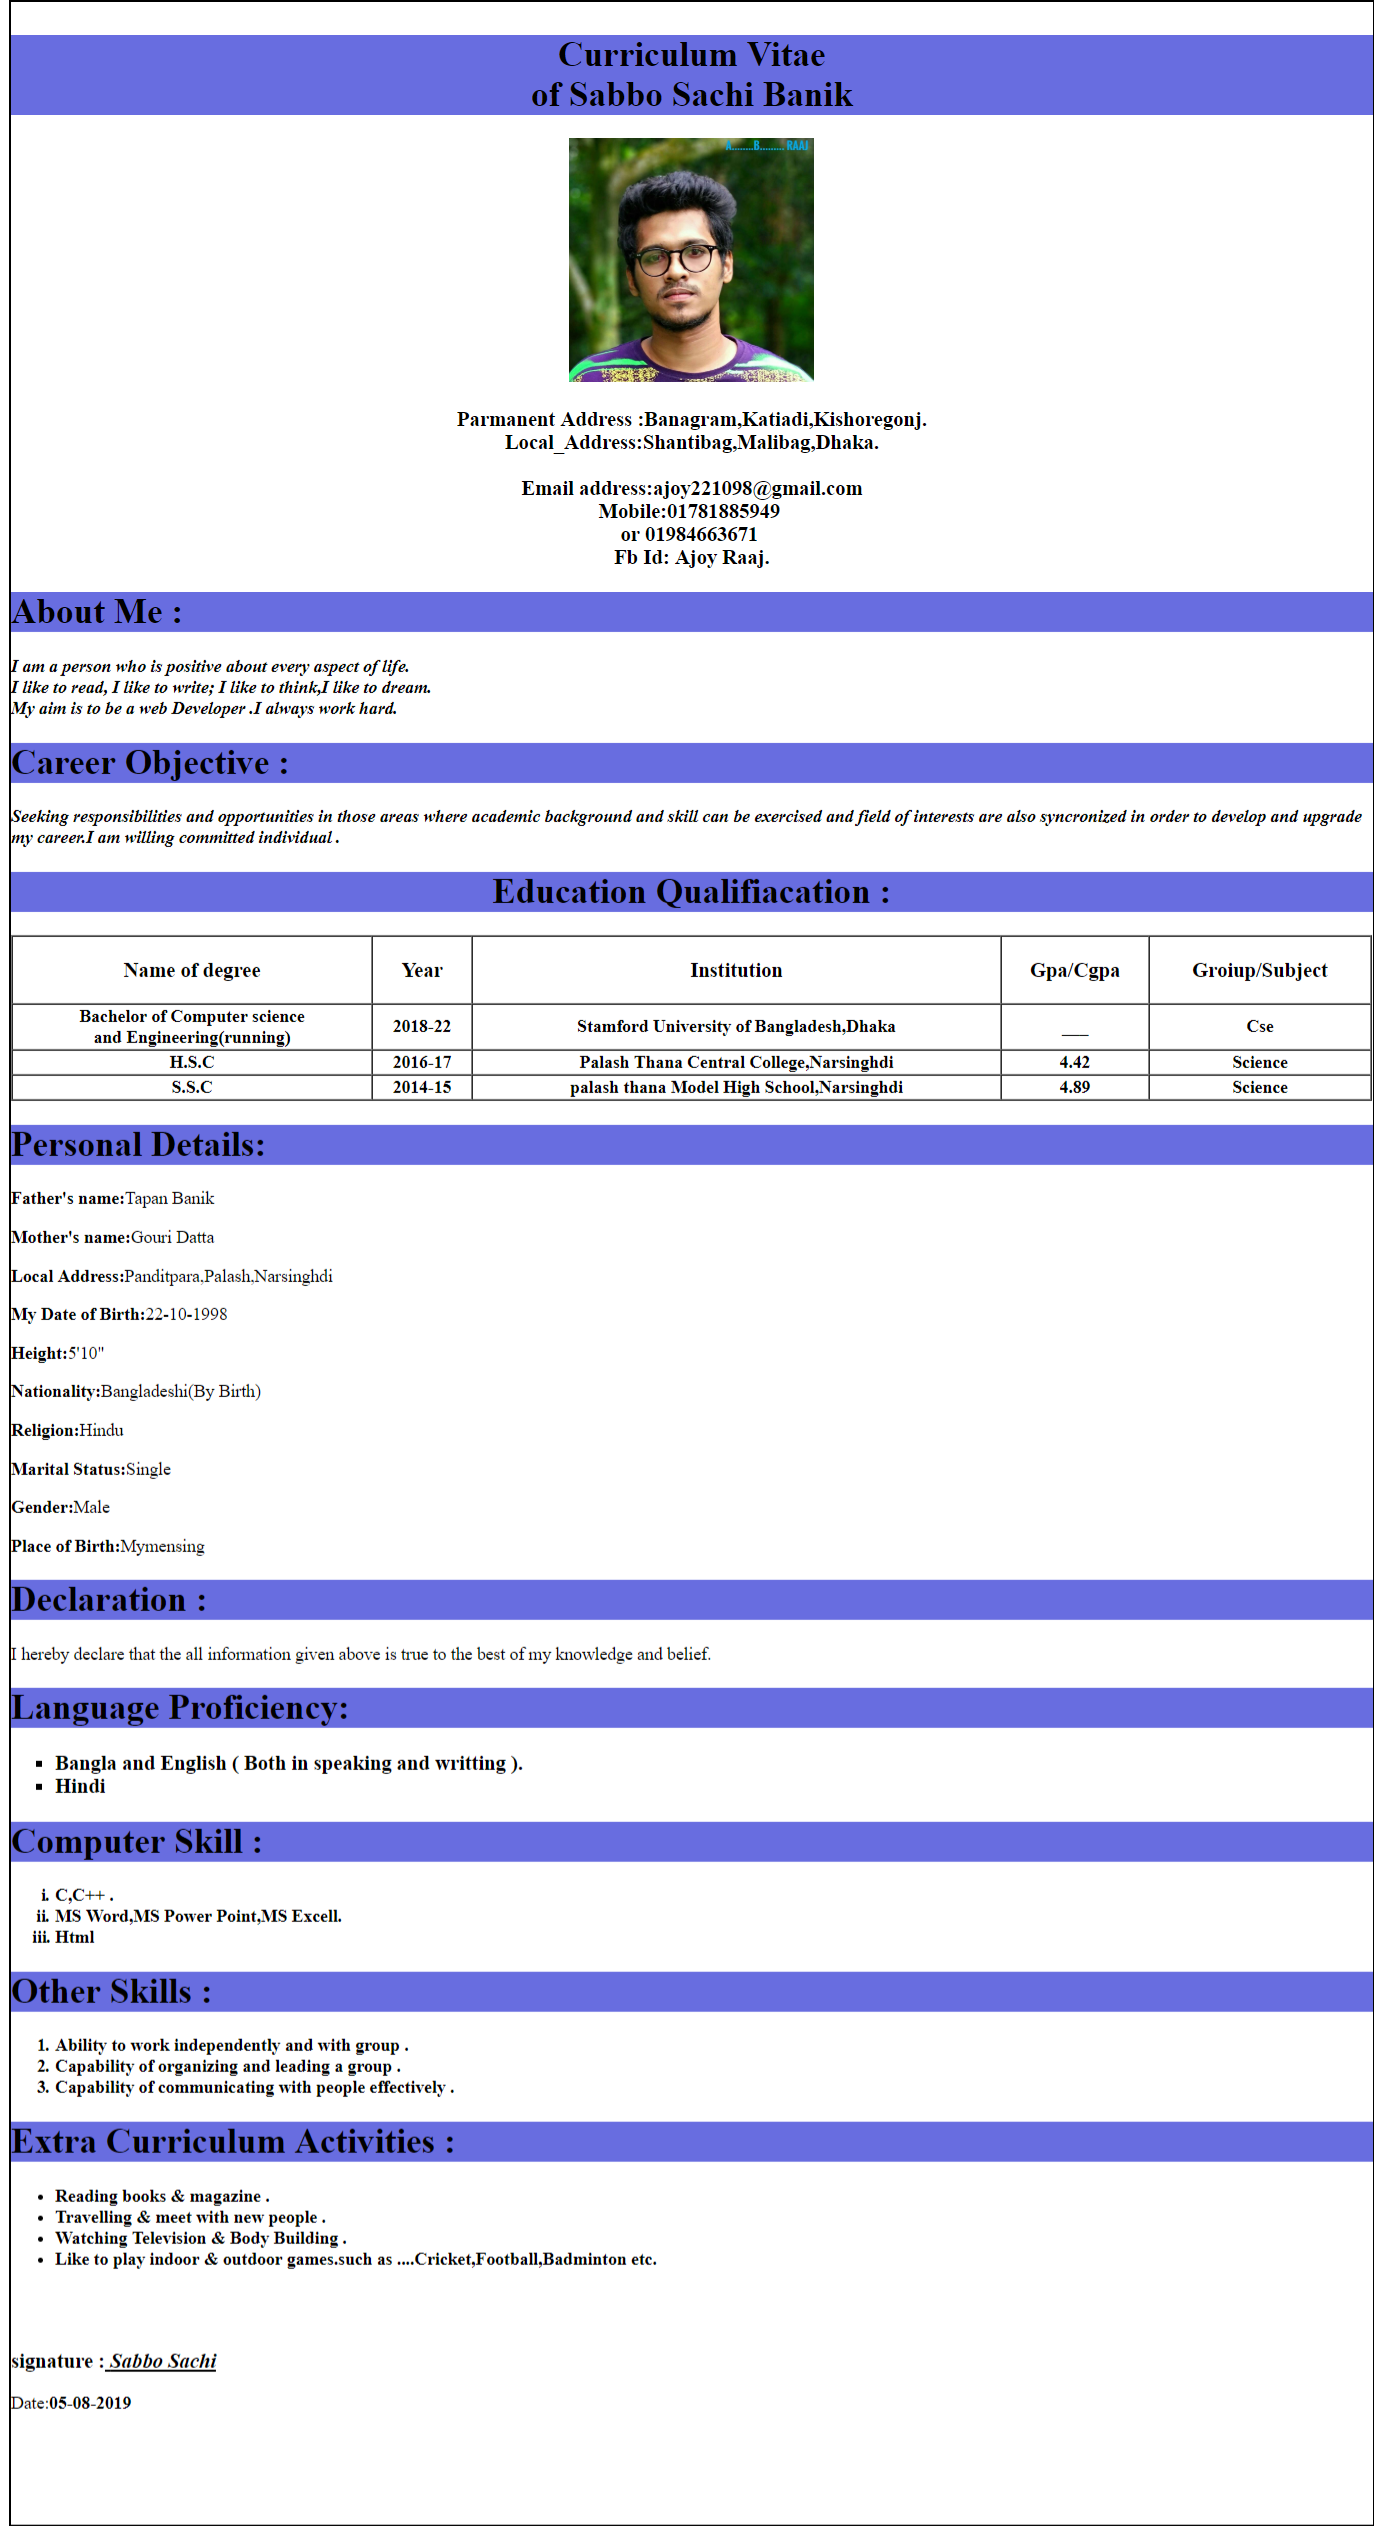 Curriculum Vitae
of Sabbo Sachi Banik
A........B......... RAAJ
Parmanent Address :Banagram,Katiadi,Kishoregonj.
Local_Address:Shantibag,Malibag,Dhaka.
Email address:ajoy221098@gmail.com
Mobile:01781885949
or 01984663671
Fb Id: Ajoy Raaj.
About Me :
I am a person who is positive about every aspect of life.
I like to read, I like to write; I like to think,I like to dream.
My aim is to be a web Developer .I always work hard.
Career Objective :
Seeking responsibilities and opportunities in those areas where academic background and skill can be exercised and field of interests are also syncronized in order to develop and upgrade
my career.I am willing committed individual .
Education Qualifiacation :
Name of degree Year Institution Gpa/Cgpa Groiup/Subject
Bachelor of Computer science
and Engineering(running) 2018-22 Stamford University of Bangladesh,Dhaka ___ Cse
H.S.C 2016-17 Palash Thana Central College,Narsinghdi 4.42 Science
S.S.C 2014-15 palash thana Model High School,Narsinghdi 4.89 Science
Personal Details:
Father's name:Tapan Banik
Mother's name:Gouri Datta
Local Address:Panditpara,Palash,Narsinghdi
My Date of Birth:22-10-1998
Height:5'10"
Nationality:Bangladeshi(By Birth)
Religion:Hindu
Marital Status:Single
Gender:Male
Place of Birth:Mymensing
Declaration :
I hereby declare that the all information given above is true to the best of my knowledge and belief.
Language Proficiency:
▪ Bangla and English ( Both in speaking and writting ).
▪ Hindi
Computer Skill :
i. C,C++ .
ii. MS Word,MS Power Point,MS Excell.
iii. Html
Other Skills :
1. Ability to work independently and with group .
2. Capability of organizing and leading a group .
3. Capability of communicating with people effectively .
Extra Curriculum Activities :
• Reading books & magazine .
• Travelling & meet with new people .
• Watching Television & Body Building .
• Like to play indoor & outdoor games.such as ....Cricket,Football,Badminton etc.
signature : Sabbo Sachi
Date:05-08-2019